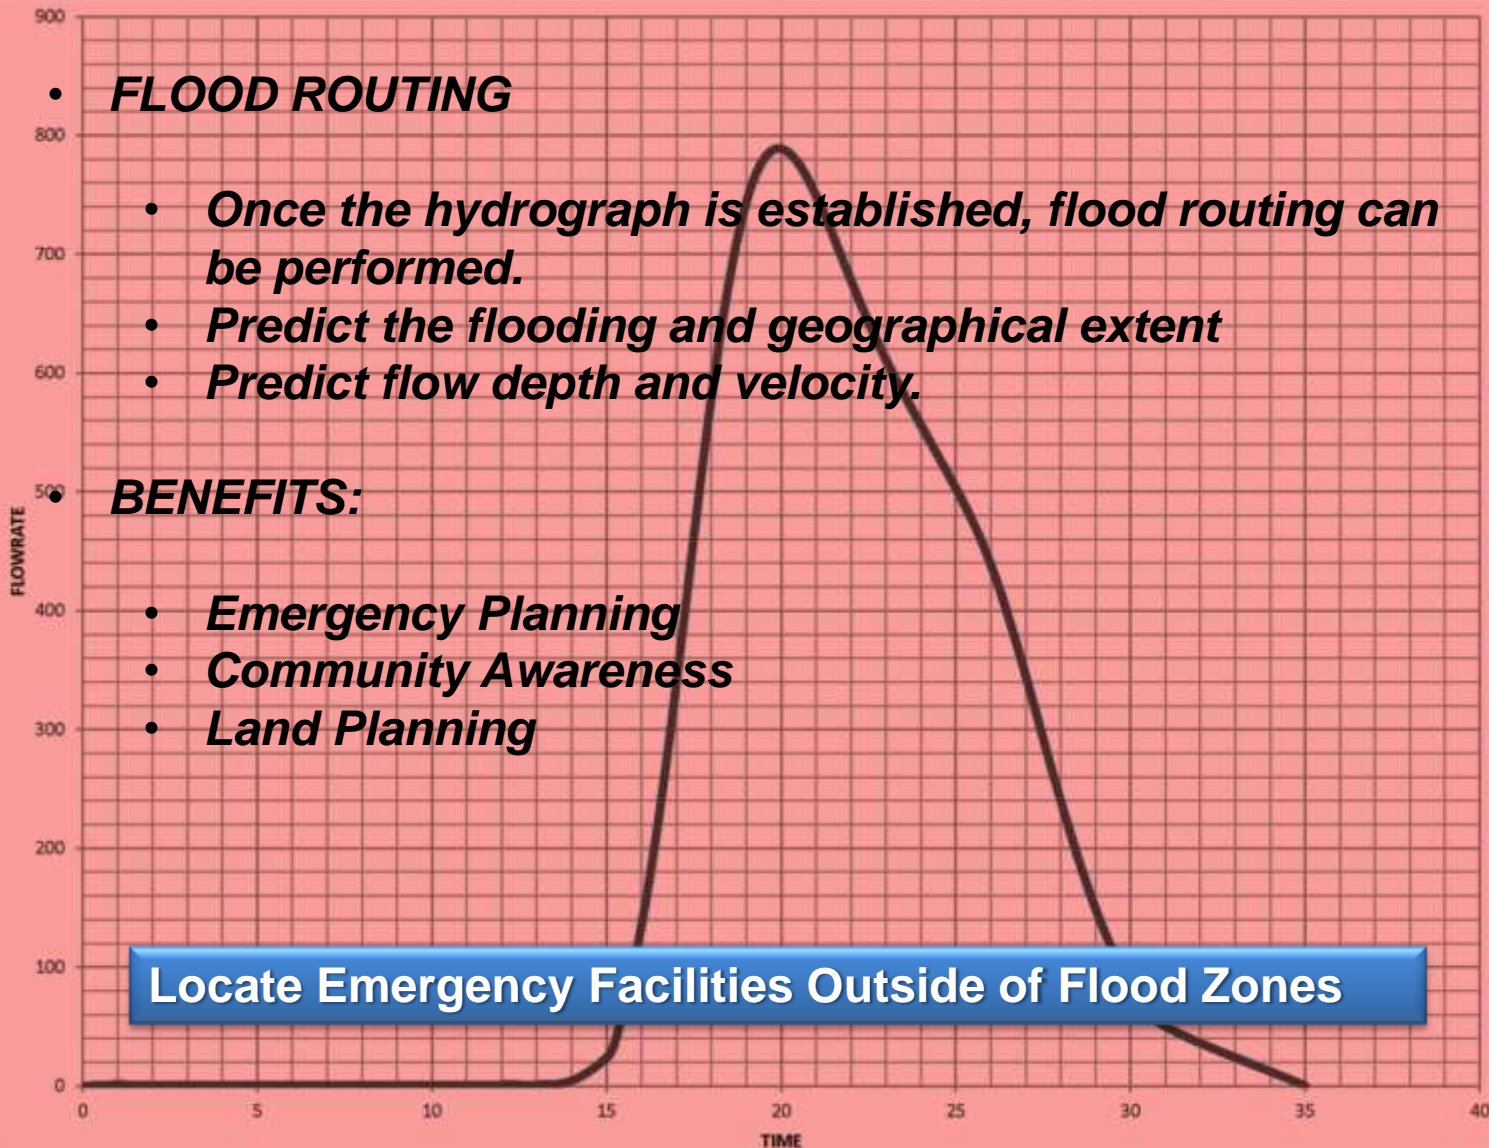 • FLOOD ROUTING
• Once the hydrograph is established, flood routing can
be performed.
• Predict the flooding and geographical extent
• Predict flow depth and velocity.
• BENEFITS:
• Emergency Planning
• Community Awareness
• Land Planning
Locate Emergency Facilities Outside of Flood Zones
FLOWRATE
900
800
700
600
500
400
300
200
100
0
0 5 10 15 20 25 30 35 40
TIME